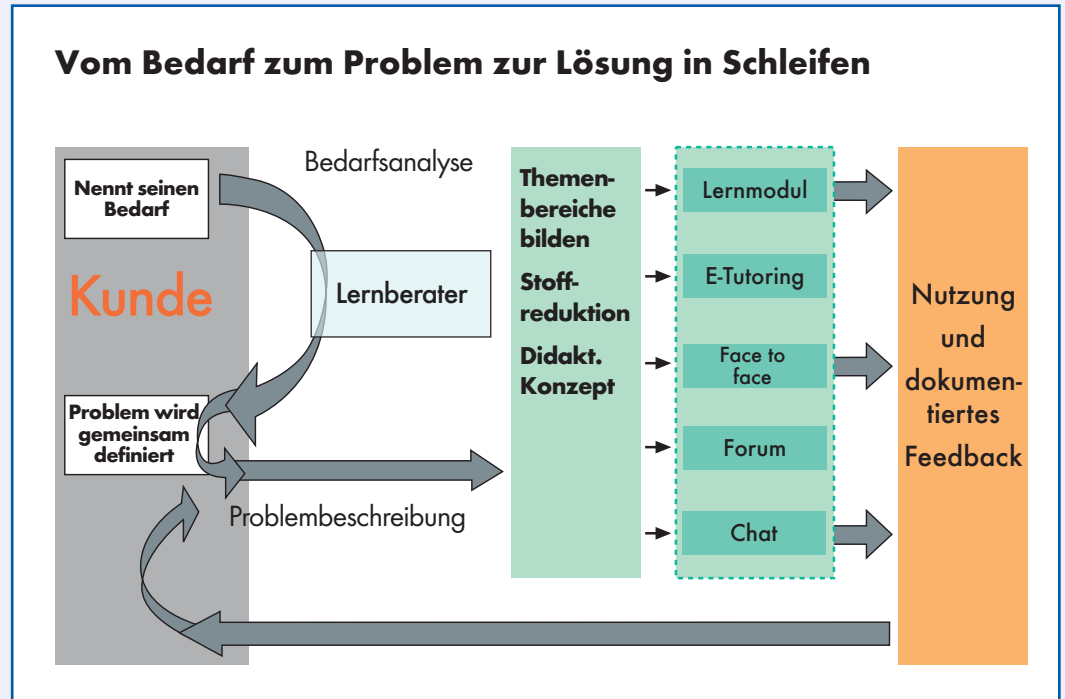 Vom Bedarf zum Problem zur Lösung in Schleifen
Nennt seinen
Bedarf
Bedarfsanalyse
Kunde
Lernberater
Problem wird
gemeinsam
definiert
Problembeschreibung
Themen-
bereiche
bilden
Stoff-
reduktion
Didakt.
Konzept
Lernmodul
E-Tutoring
Face to
face
Forum
Chat
Nutzung
und
dokumen-
tiertes
Feedback